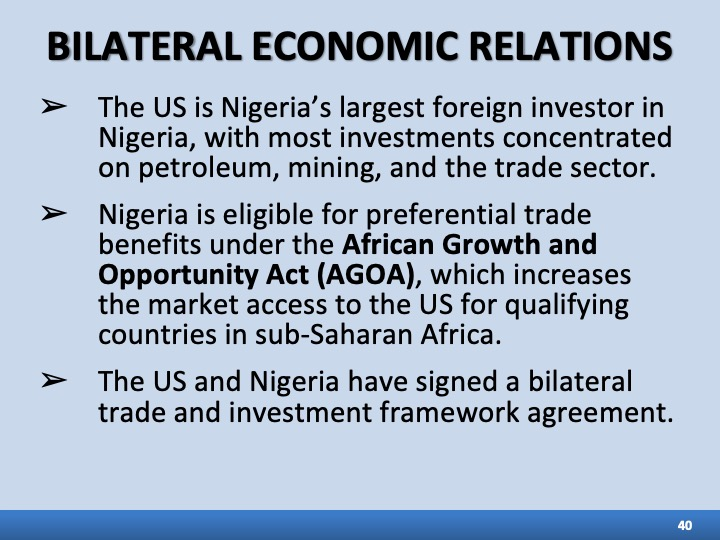 BILATERAL ECONOMIC RELATIONS
➢ The US is Nigeria’s largest foreign investor in
Nigeria, with most investments concentrated
on petroleum, mining, and the trade sector.
➢ Nigeria is eligible for preferential trade
benefits under the African Growth and
Opportunity Act (AGOA), which increases
the market access to the US for qualifying
countries in sub-Saharan Africa.
➢ The US and Nigeria have signed a bilateral
trade and investment framework agreement.
40